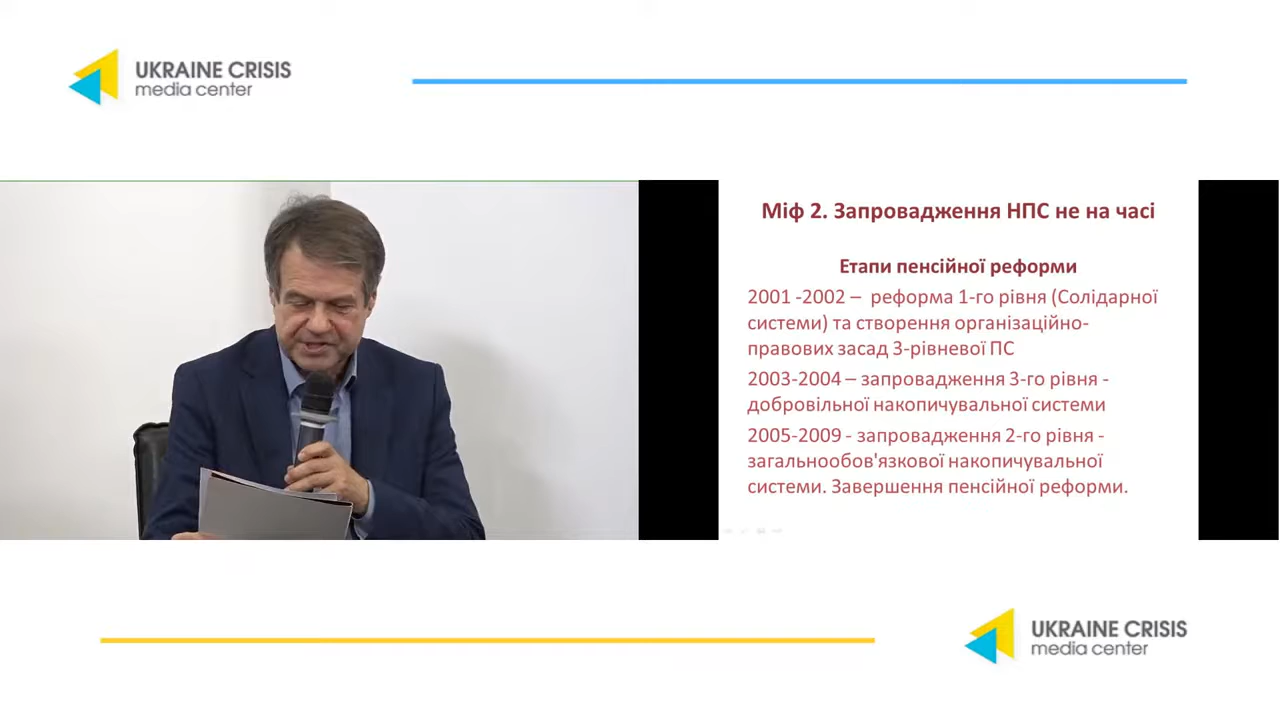 UKRAINE CRISIS
media center
Міф 2. Запровадження НПС не на часі
Етапи пенсійної реформи
2001 -2002 – реформа 1-го рівня (Солідарної
системи) та створення організаційно-
правових засад 3-рівневої ПС
2003-2004 – запровадження 3-го рівня -
добровільної накопичувальної системи
2005-2009 - запровадження 2-го рівня -
загальнообов'язкової накопичувальної
системи. Завершення пенсійної реформи.
UKRAINE CRISIS
media center